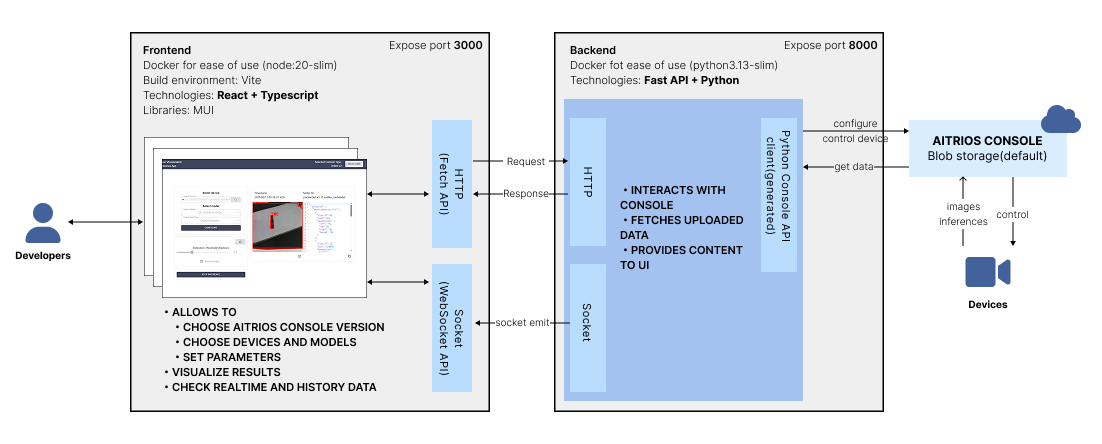 Frontend
Expose port 3000
Docker for ease of use (node:20-slim)
Build environment: Vite
Technologies: React + Typescript
Libraries: MUI
HTTP
(Fetch API)
Socket
(WebSocket API)
• ALLOWS TO
• CHOOSE AITRIOS CONSOLE VERSION
• CHOOSE DEVICES AND MODELS
• SET PARAMETERS
• VISUALIZE RESULTS
• CHECK REALTIME AND HISTORY DATA
Developers
Request
Response
socket emit
Backend
Expose port 8000
Docker fot ease of use (python3.13-slim)
Technologies: Fast API + Python
HTTP
Socket
• INTERACTS WITH
CONSOLE
• FETCHES UPLOADED
DATA
• PROVIDES CONTENT
TO UI
Python Console API
client(generated)
configure
control device
get data
AITRIOS CONSOLE
Blob storage(default)
images
inferences
control
Devices